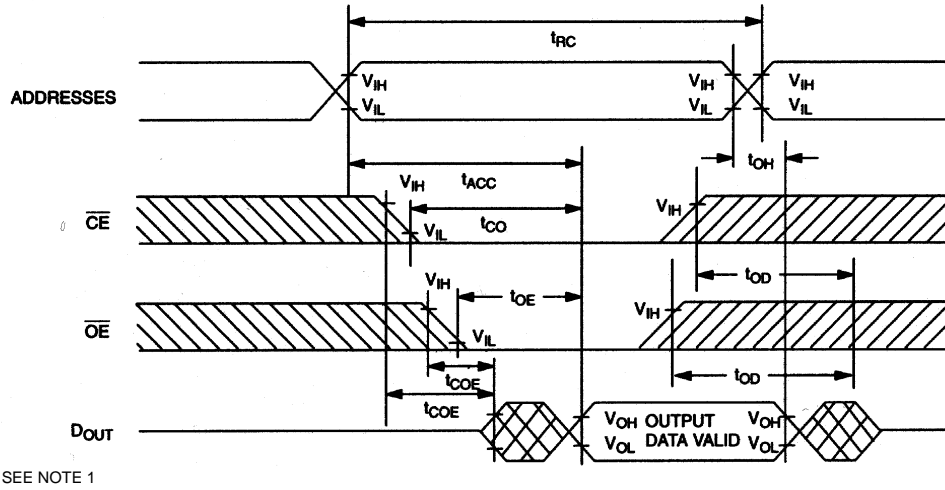 tRC
ADDRESSES
VIH
VIL
VIH
VIL
VIH
VIL
tOH
tACC
CE
VIH
VIL
tCO
VIH
tOD
OE
VIH
VIL
tOE
VIH
tOD
tCOE
tCOE
DOUT
VOH OUTPUT VOH
VOL DATA VALID VOL
SEE NOTE 1